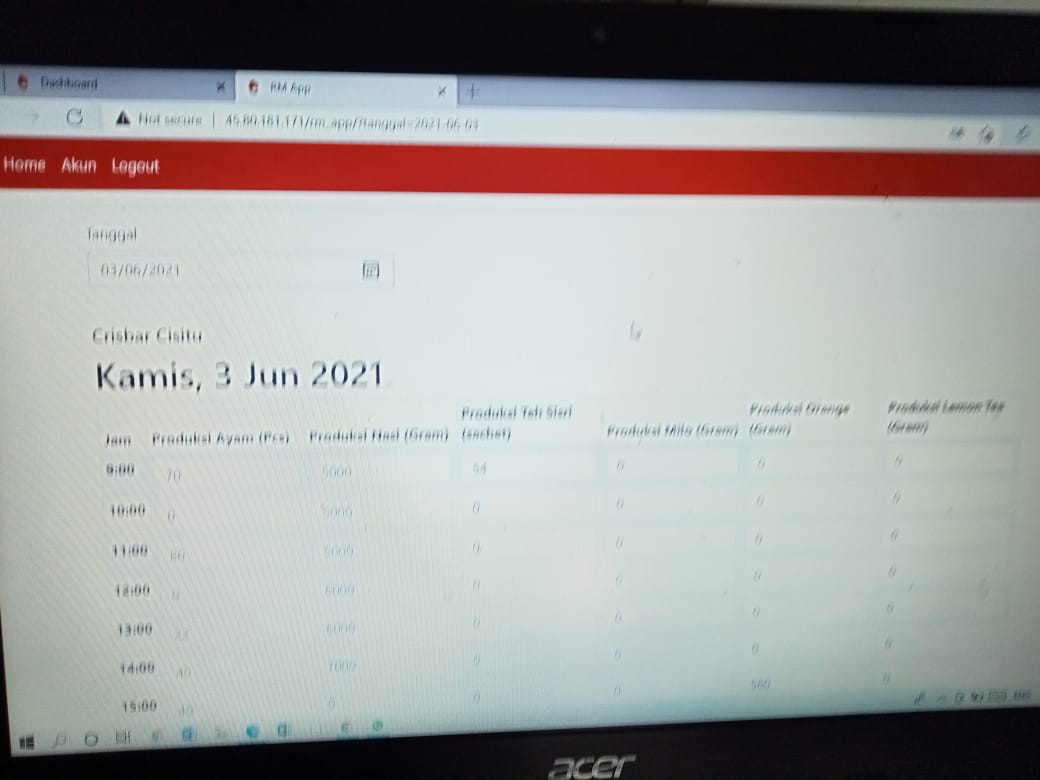 Dashboard
RM App
Not secure | 45.80.181.171/rm_app/?tanggal=2021-06-03
Home Akun Logout
Tanggal
03/06/2021
Crisbar Cisitu
Kamis, 3 Jun 2021
Jam Produksi Ayam (Pcs) Produksi Nasi (Gram) Produksi Teh Sisri (sachet) Produksi Milo (Gram) Produksi Orange (Gram) Produksi Lemon Tea (Gram)
9:00 70 5000 54 0 0 0
10:00 0 5000 0 0 0 0
11:00 5000 0 0 0 0
12:00 0 6000 0 0 0 0
13:00 6000 0 0 0 0
14:00 40 7000 0 0 0 0
15:00 40 0 0 0 560 0
acer